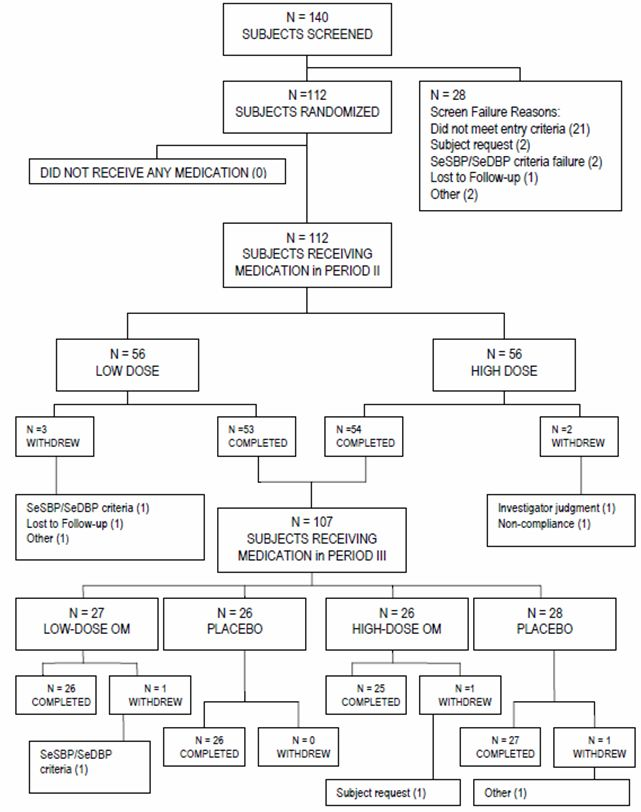 N = 140
SUBJECTS SCREENED
N =112
SUBJECTS RANDOMIZED
N = 28
Screen Failure Reasons:
Did not meet entry criteria (21)
Subject request (2)
SeSBP/SeDBP criteria failure (2)
Lost to Follow-up (1)
Other (2)
DID NOT RECEIVE ANY MEDICATION (0)
N = 112
SUBJECTS RECEIVING
MEDICATION in PERIOD II
N = 56
LOW DOSE
N = 56
HIGH DOSE
N =3
WITHDREW
N =53
COMPLETED
N =54
COMPLETED
N =2
WITHDREW
SeSBP/SeDBP criteria (1)
Lost to Follow-up (1)
Other (1)
Investigator judgment (1)
Non-compliance (1)
N = 107
SUBJECTS RECEIVING
MEDICATION in PERIOD III
N = 27
LOW-DOSE OM
N = 26
PLACEBO
N = 26
HIGH-DOSE OM
N = 28
PLACEBO
N = 26
COMPLETED
N = 1
WITHDREW
N = 26
COMPLETED
N = 0
WITHDREW
N = 25
COMPLETED
N =1
WITHDREW
N = 27
COMPLETED
N = 1
WITHDREW
SeSBP/SeDBP
criteria (1)
Subject request (1)
Other (1)